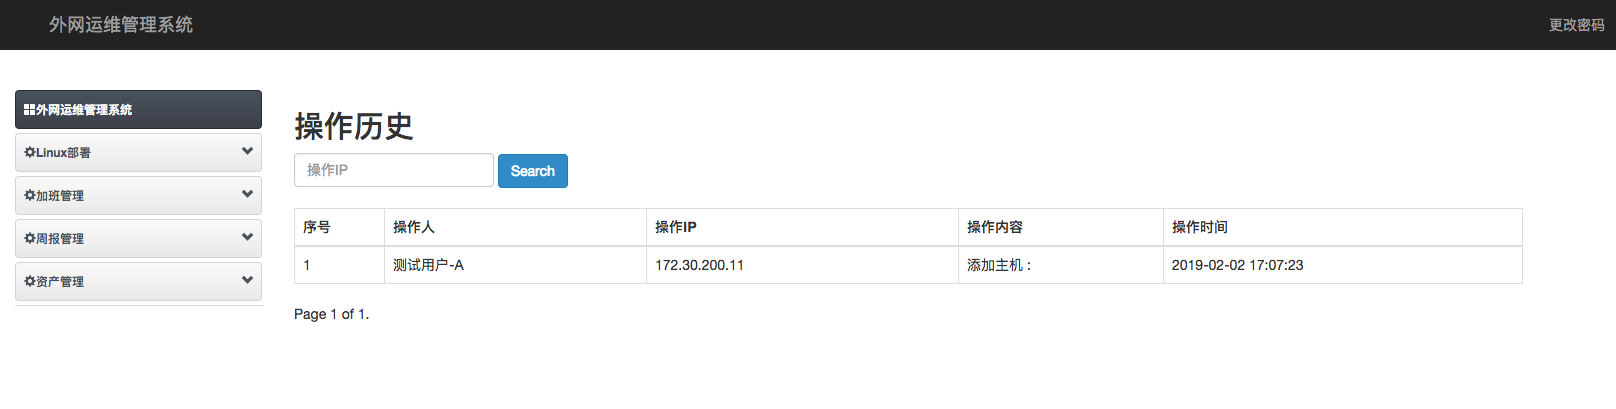 外网运维管理系统
更改密码
外网运维管理系统
Linux部署
加班管理
周报管理
资产管理
操作历史
操作IP
Search
序号 操作人 操作IP 操作内容 操作时间
1 测试用户-A 172.30.200.11 添加主机： 2019-02-02 17:07:23
Page 1 of 1.